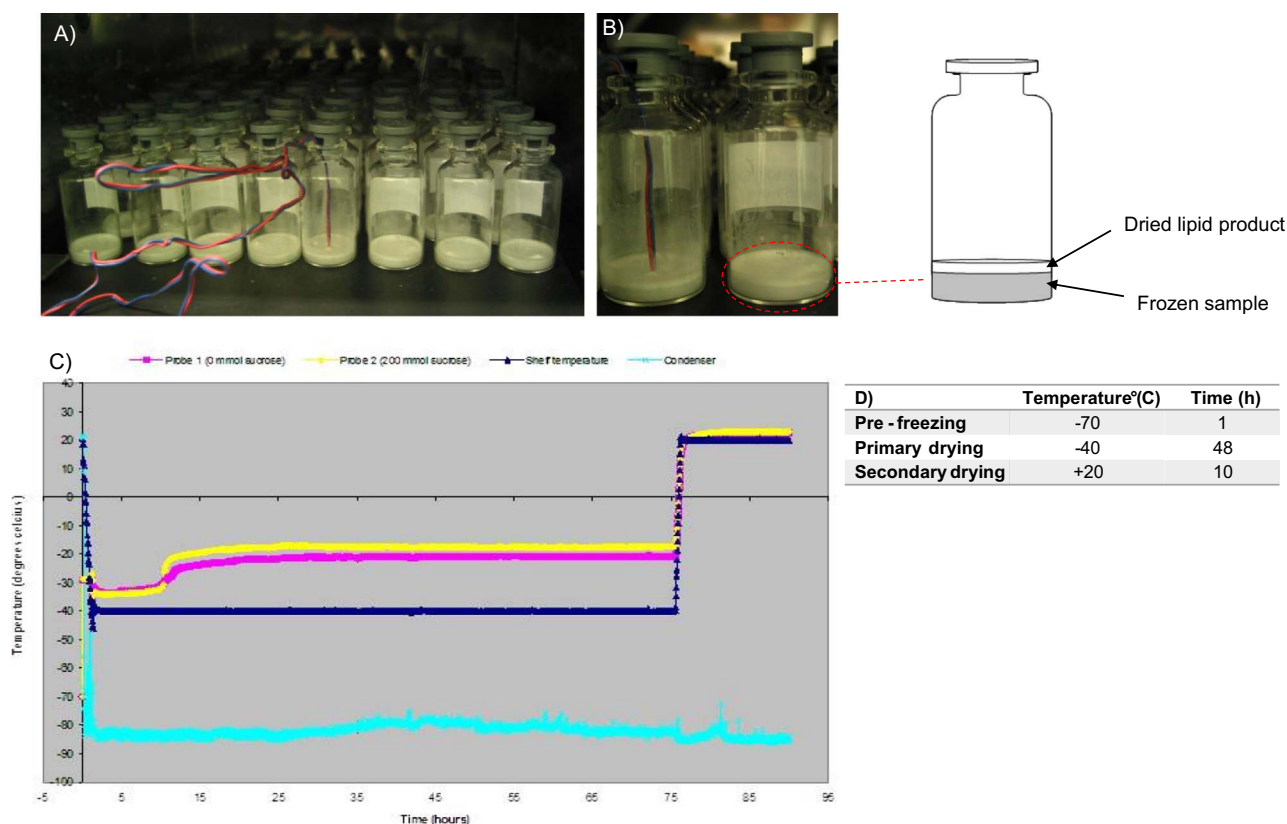 A)
B)
Dried lipid product
Frozen sample
C)
Probe 1 (0 mmol sucrose)
Probe 2 (200 mmol sucrose)
Shelf temperature
Condenser
Temperature (degrees celcius)
40
30
20
10
0
-10
-20
-30
-40
-50
-60
-70
-80
-90
-100
-5 5 15 25 35 45 55 65 75 85 95
Time (hours)
D) Temperature°(C) Time (h)
Pre - freezing -70 1
Primary drying -40 48
Secondary drying +20 10